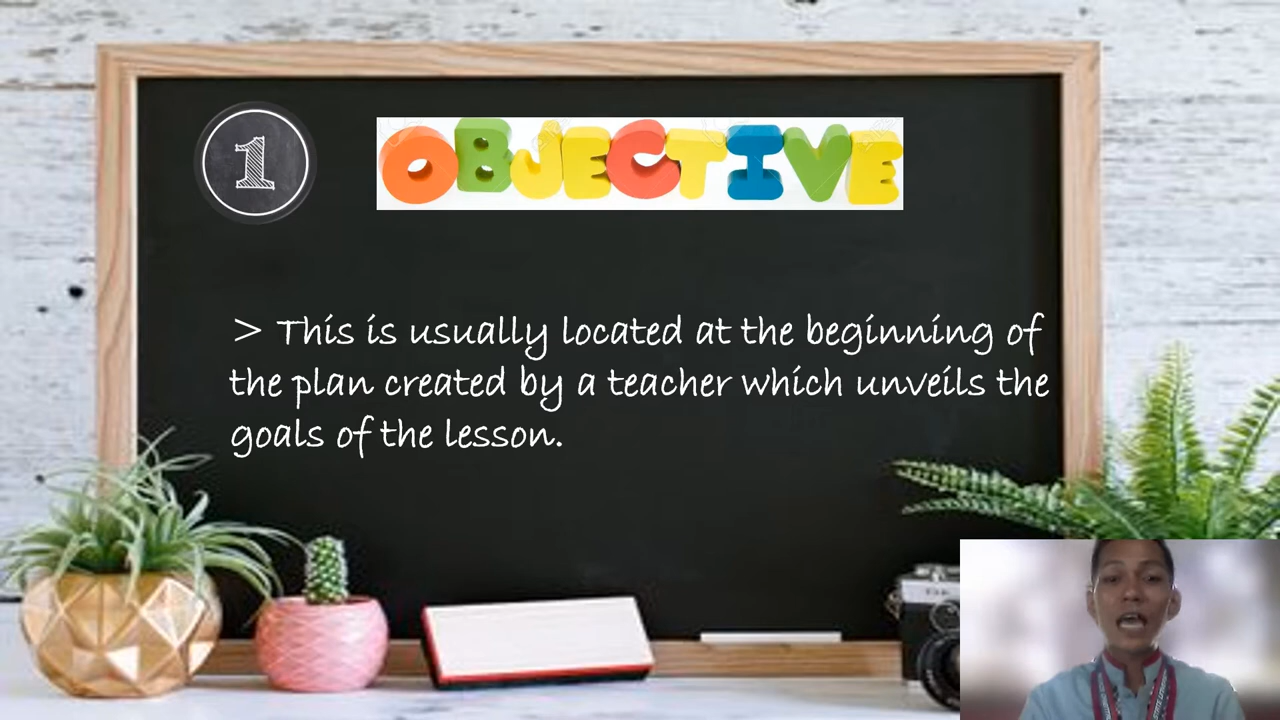 1
OBJECTIVE
> This is usually located at the beginning of
the plan created by a teacher which unveils the
goals of the lesson.